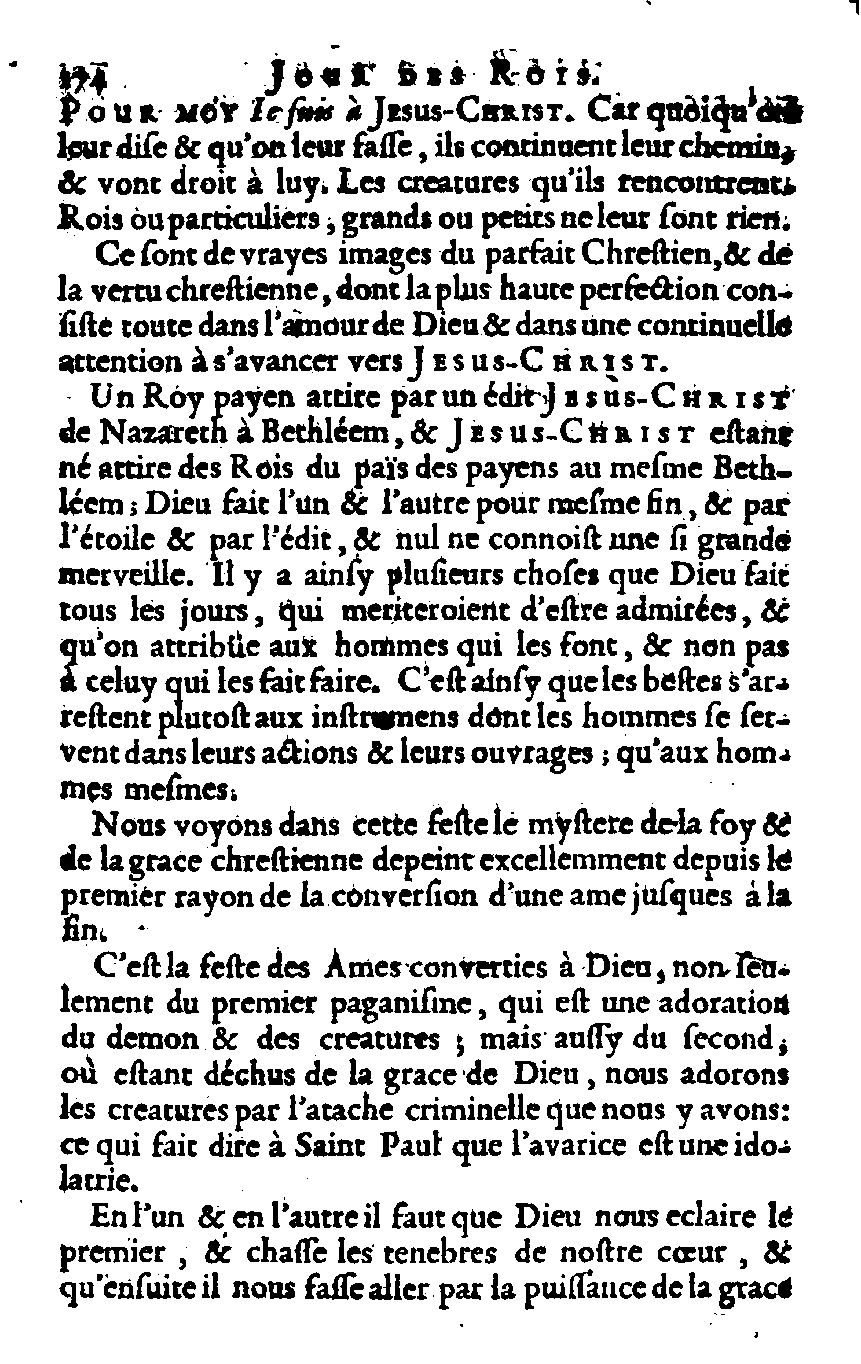 174 JOUR DES ROIS.
POUR MOY Ie ſuis à JESUS-CHRIST. Car quoiqu'on
leur diſe & qu'on leur faſſe, ils continuent leur chemin,
& vont droit à luy. Les creatures qu'ils rencontrent,
Rois ou particuliers, grands ou petits ne leur ſont rien.
Ce ſont de vrayes images du parfait Chreſtien, & de
la vertu chreſtienne, dont la plus haute perfection con-
ſiſte toute dans l'amour de Dieu & dans une continuelle
attention à s'avancer vers JESUS-CHRIST.
Un Roy payen attire par un édit JESUS-CHRIST
de Nazareth à Bethléem, & JESUS-CHRIST eſtant
né attire des Rois du païs des payens au meſme Beth-
léem; Dieu fait l'un & l'autre pour meſme fin, & par
l'étoile & par l'édit, & nul ne connoiſt une ſi grande
merveille. Il y a ainſy pluſieurs choſes que Dieu fait
tous les jours, qui meriteroient d'eſtre admirées, &
qu'on attribüe aux hommes qui les font, & non pas
à celuy qui les fait faire. C'eſt ainſy que les beſtes s'ar-
reſtent plutoſt aux inſtrumens dont les hommes ſe ſer-
vent dans leurs actions & leurs ouvrages; qu'aux hom-
mes meſmes.
Nous voyons dans cette feſte le myſtere de la foy &
de la grace chreſtienne depeint excellemment depuis le
premier rayon de la converſion d'une ame juſques à la
fin.
C'eſt la feſte des Ames converties à Dieu, non ſeu-
lement du premier paganiſme, qui eſt une adoration
du demon & des creatures; mais auſſy du ſecond,
où eſtant déchus de la grace de Dieu, nous adorons
les creatures par l'atache criminelle que nous y avons:
ce qui fait dire à Saint Paul que l'avarice eſt une ido-
latrie.
En l'un & en l'autre il faut que Dieu nous eclaire le
premier, & chaſſe les tenebres de noſtre cœur, &
qu'enſuite il nous faſſe aller par la puiſſance de la grace